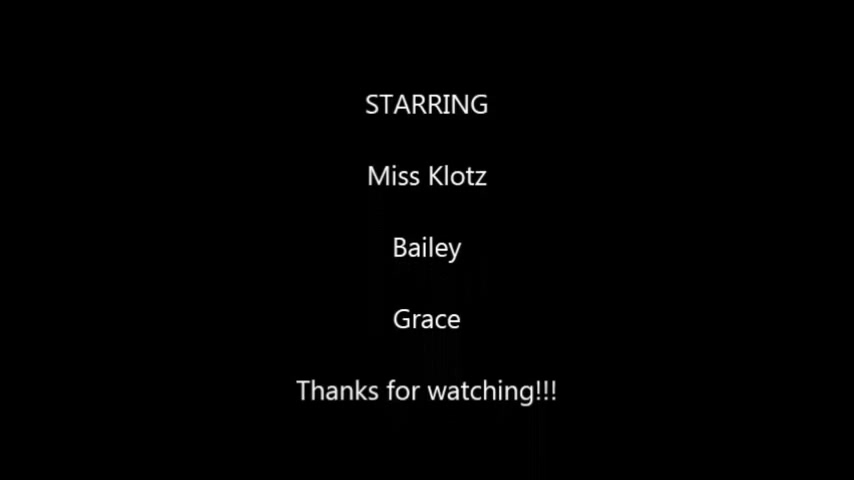 STARRING
Miss Klotz
Bailey
Grace
Thanks for watching!!!